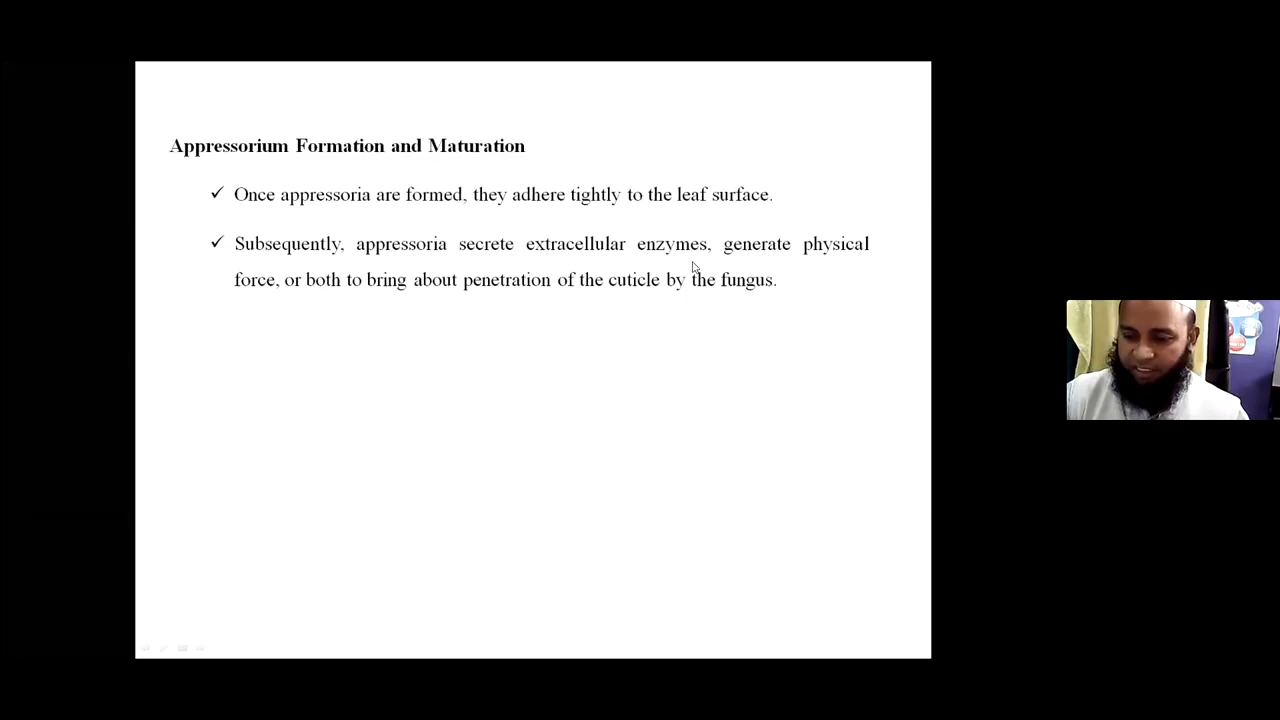 Appressorium Formation and Maturation
✓ Once appressoria are formed, they adhere tightly to the leaf surface.
✓ Subsequently, appressoria secrete extracellular enzymes, generate physical
force, or both to bring about penetration of the cuticle by the fungus.